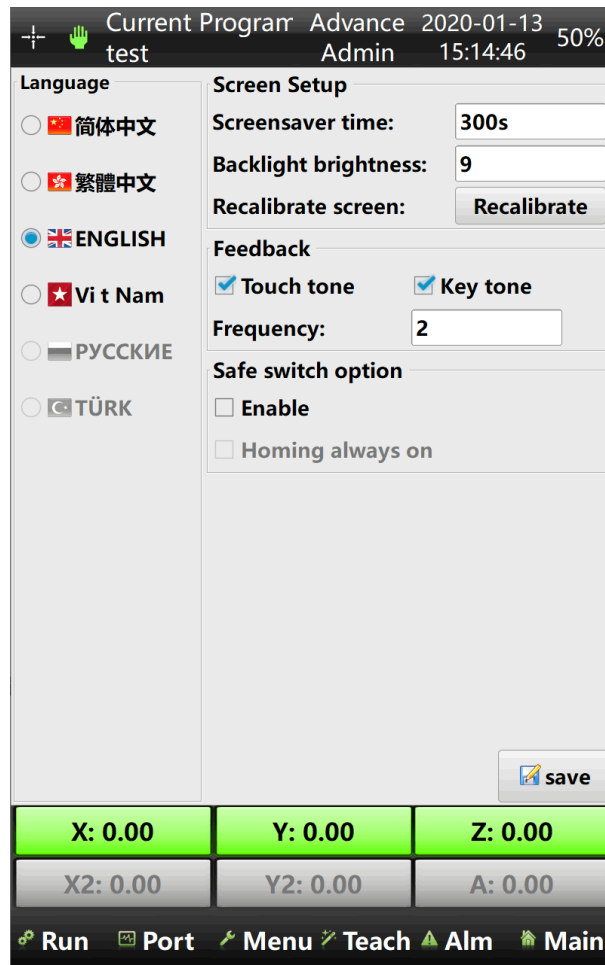 Current Program Advance 2020-01-13 50%
test Admin 15:14:46
Language
简体中文
繁體中文
ENGLISH
Vi t Nam
РУССКИЕ
TÜRK
Screen Setup
Screensaver time: 300s
Backlight brightness: 9
Recalibrate screen: Recalibrate
Feedback
Touch tone Key tone
Frequency: 2
Safe switch option
Enable
Homing always on
save
X: 0.00 Y: 0.00 Z: 0.00
X2: 0.00 Y2: 0.00 A: 0.00
Run Port Menu Teach Alm Main